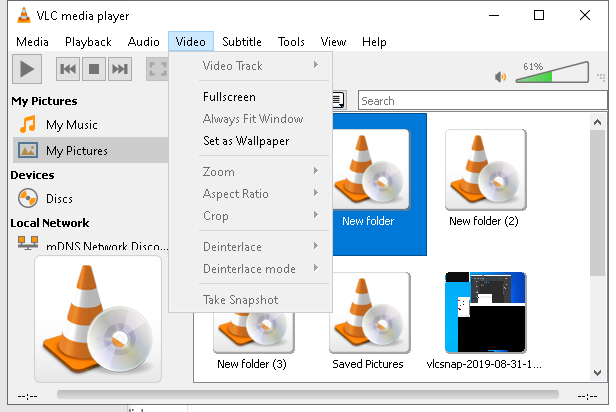 VLC media player
Media Playback Audio Video Subtitle Tools View Help
Video Track
Fullscreen
Always Fit Window
Set as Wallpaper
Zoom
Aspect Ratio
Crop
Deinterlace
Deinterlace mode
Take Snapshot
61%
My Pictures
My Music
My Pictures
Devices
Discs
Local Network
mDNS Network Disco...
Search
New folder
New folder (2)
New folder (3)
Saved Pictures
vlcsnap-2019-08-31-1...
--:--
--:--